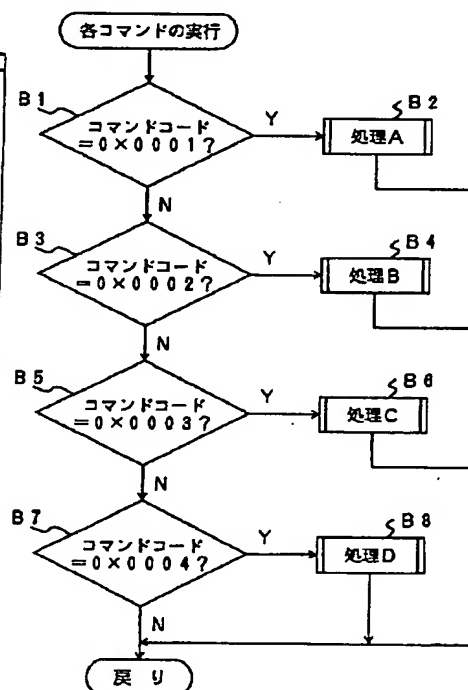 各コマンドの実行
B1
コマンドコード
=0×0001?
Y
B2
処理A
N
B3
コマンドコード
=0×0002?
Y
B4
処理B
N
B5
コマンドコード
=0×0003?
Y
B6
処理C
N
B7
コマンドコード
=0×0004?
Y
B8
処理D
N
戻り